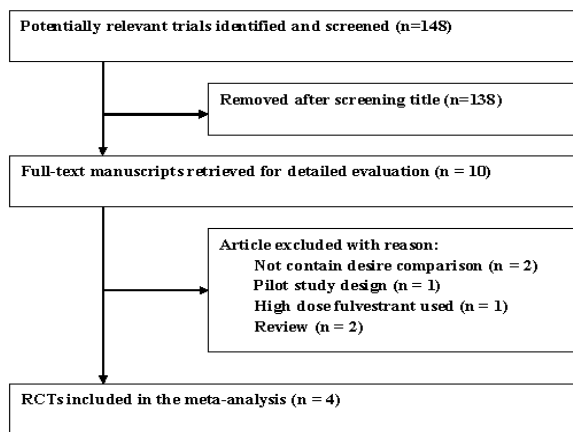 Potentially relevant trials identified and screened (n=148)
Removed after screening title (n=138)
Full-text manuscripts retrieved for detailed evaluation (n = 10)
Article excluded with reason:
Not contain desire comparison (n = 2)
Pilot study design (n = 1)
High dose fulvestrant used (n = 1)
Review (n = 2)
RCTs included in the meta-analysis (n = 4)